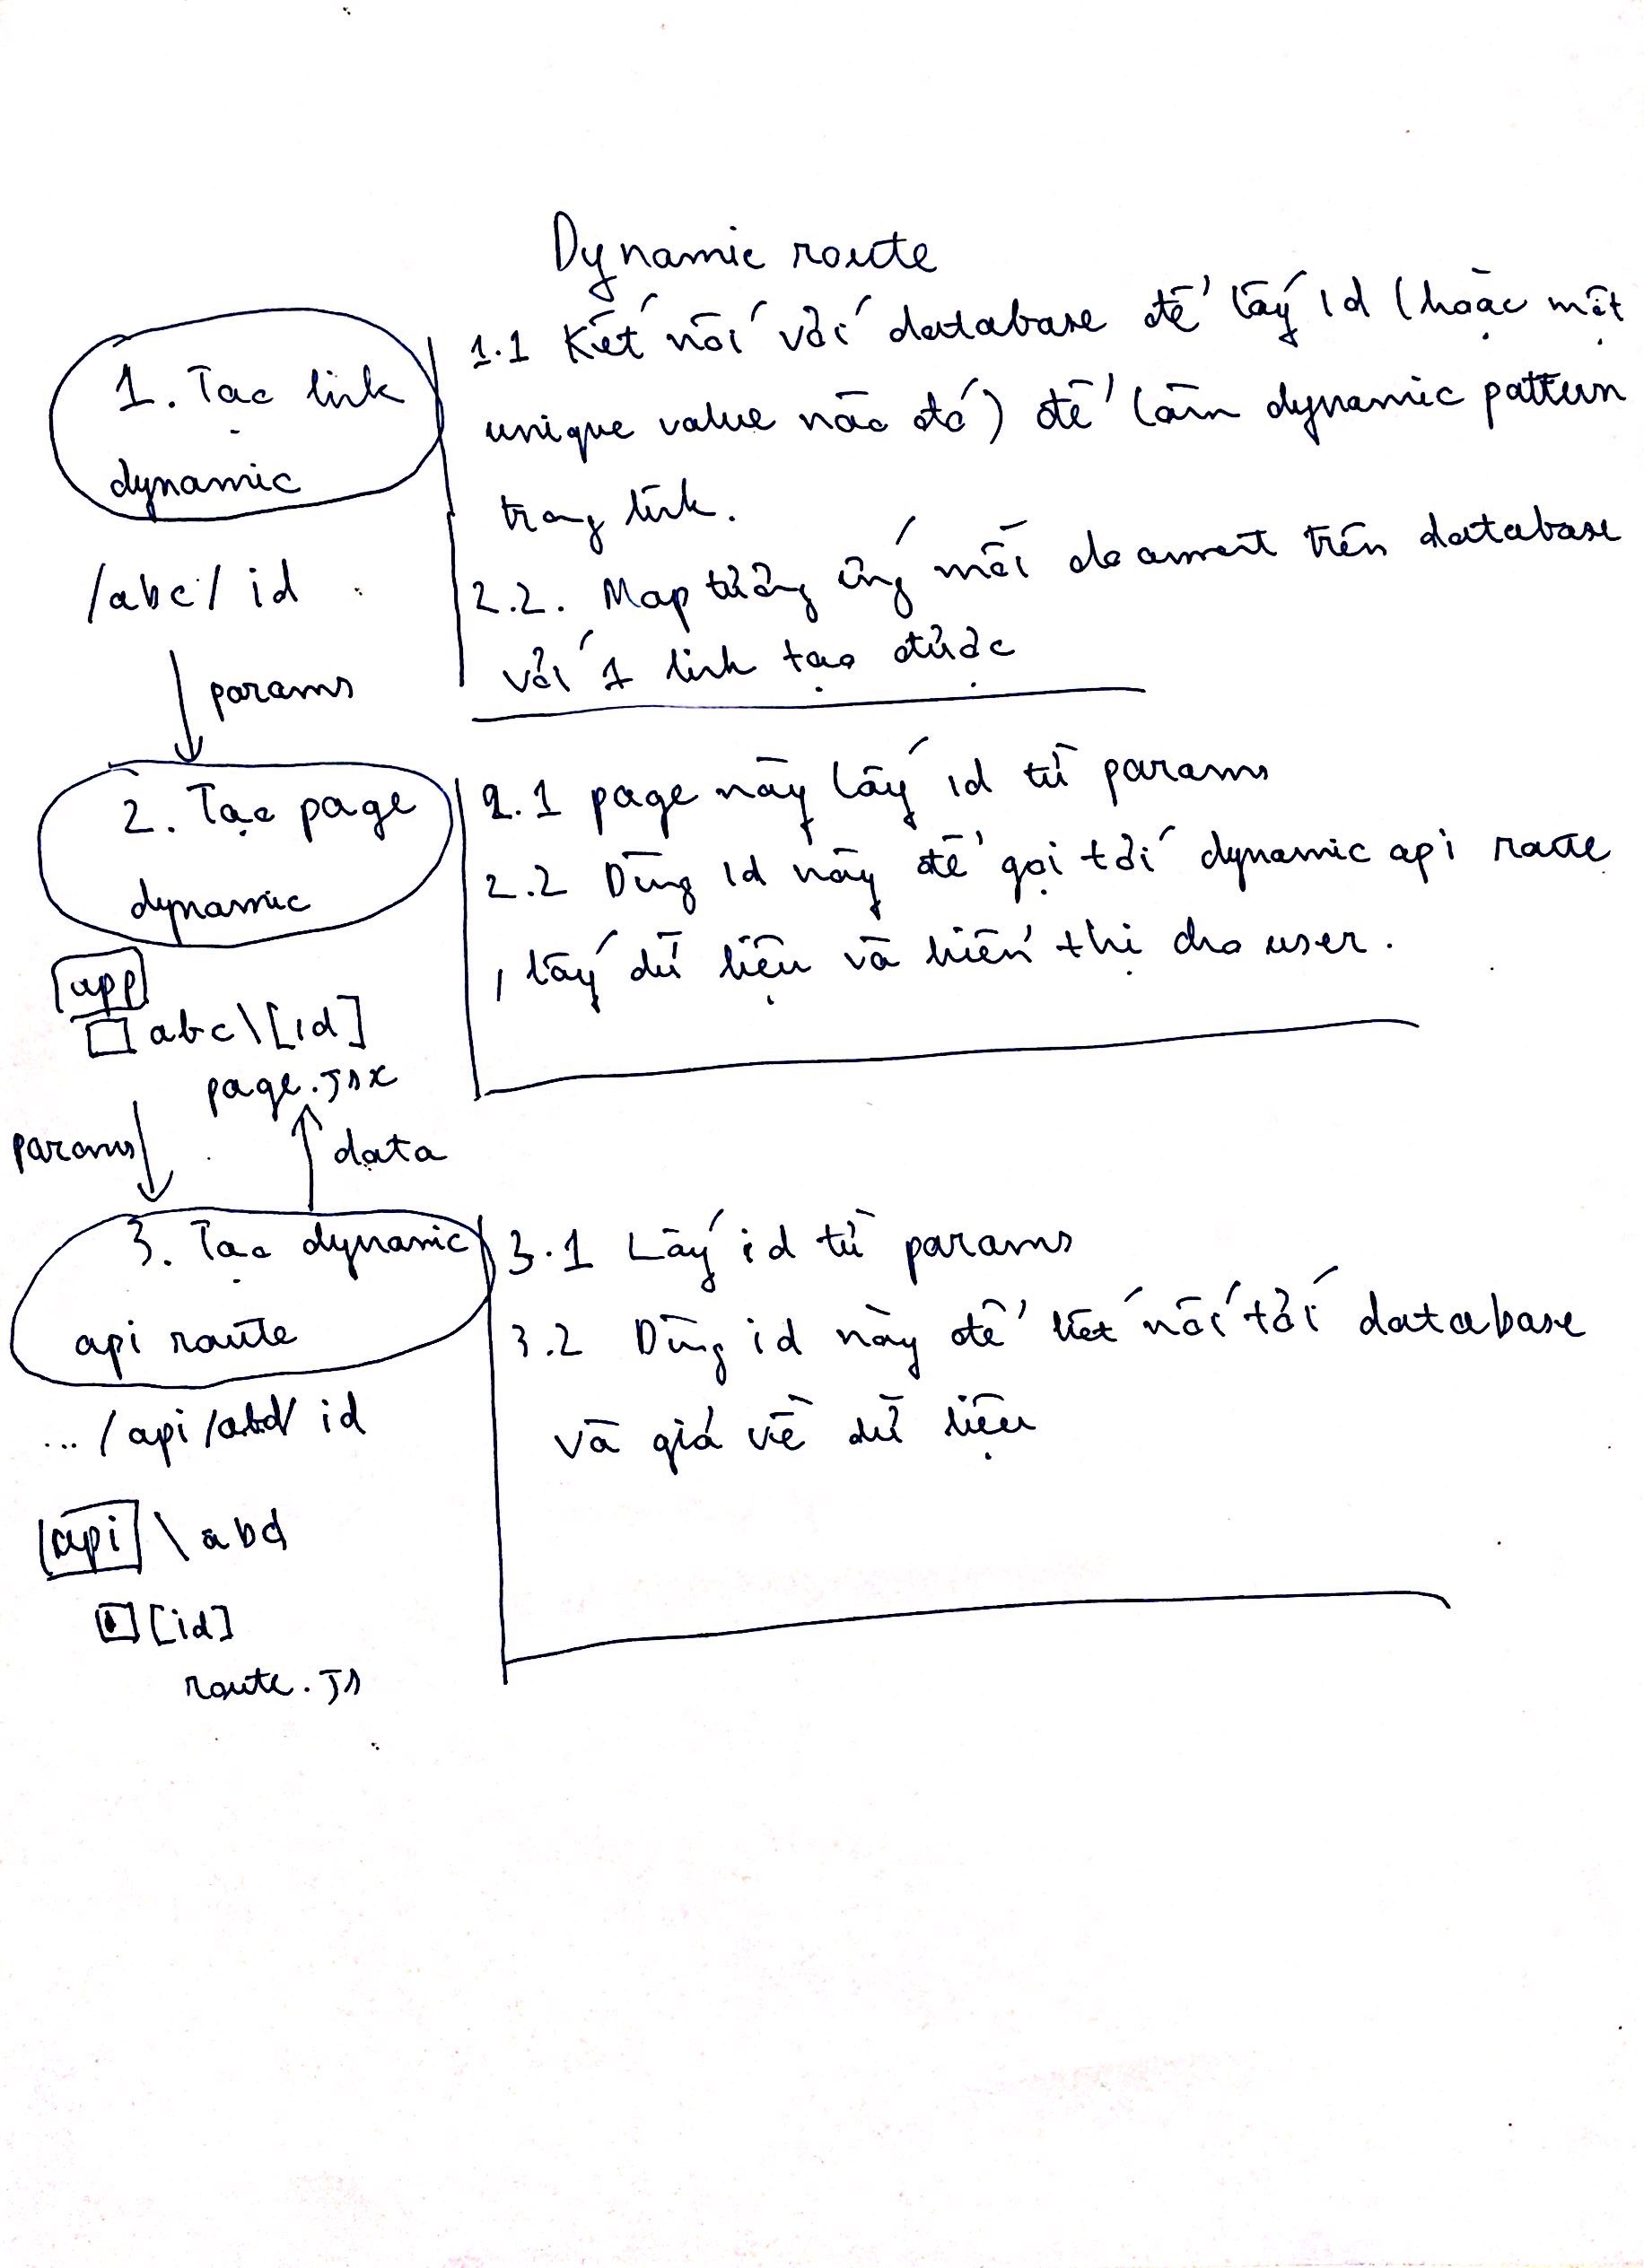 Dynamic route
1. Tạo link
dynamic
/abc/ id
1.1 Kết nối với database để lấy id (hoặc một
unique value nào đó) để làm dynamic pattern
trong link.
2.2. Map tương ứng mỗi document trên database
với 1 link tạo được
params
2. Tạo page
dynamic
app
abc\[id]
page.jsx
2.1 page này lấy id từ params
2.2 Dùng id này để gọi tới dynamic api route
, lấy dữ liệu và hiển thị cho user.
params
data
3. Tạo dynamic
api route
... /api/abd/ id
api \ abd
[id]
route.js
3.1 Lấy id từ params
3.2 Dùng id này để kết nối tới database
và giá về dữ liệu